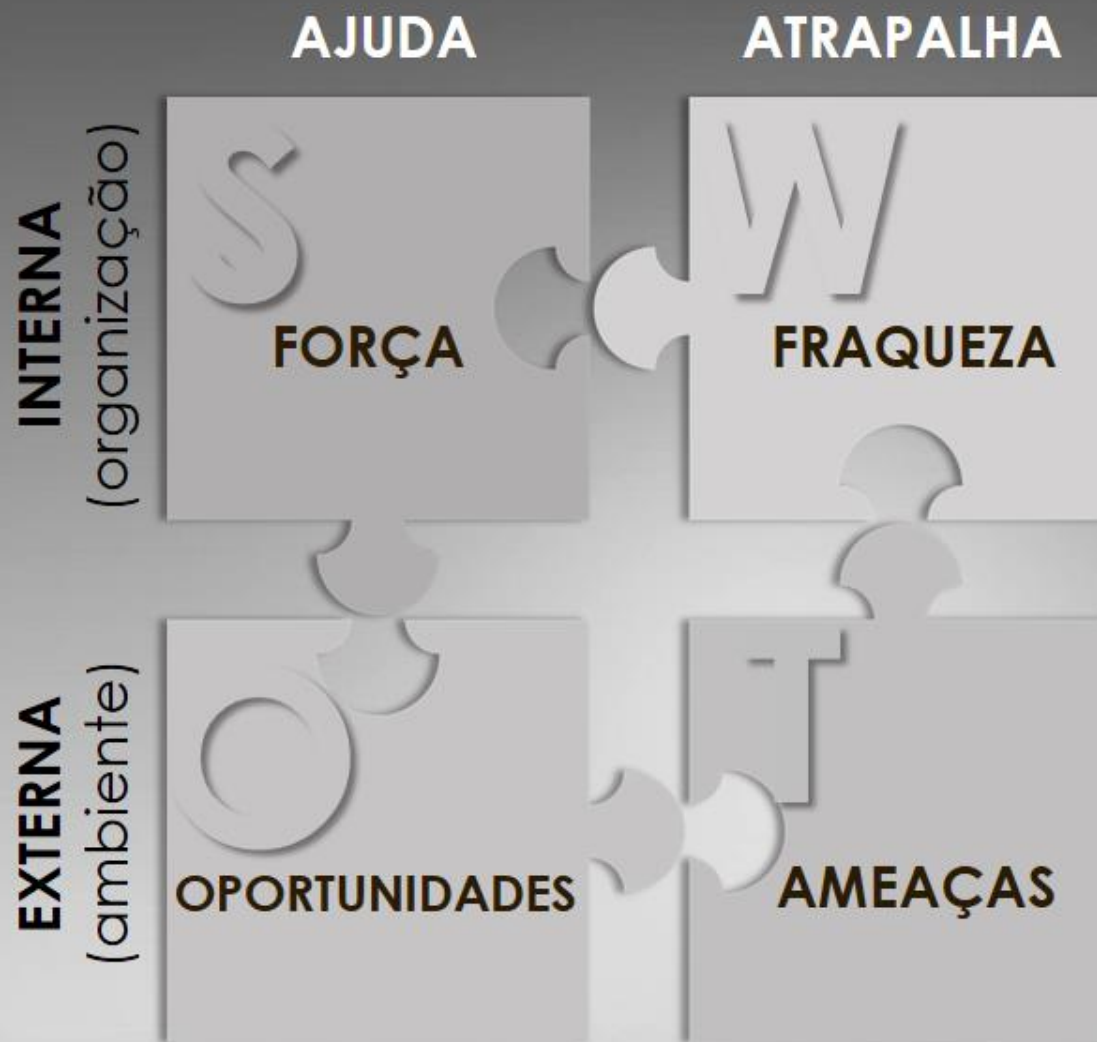 AJUDA
ATRAPALHA
INTERNA
(organização)
S
FORÇA
W
FRAQUEZA
EXTERNA
(ambiente)
O
OPORTUNIDADES
T
AMEAÇAS